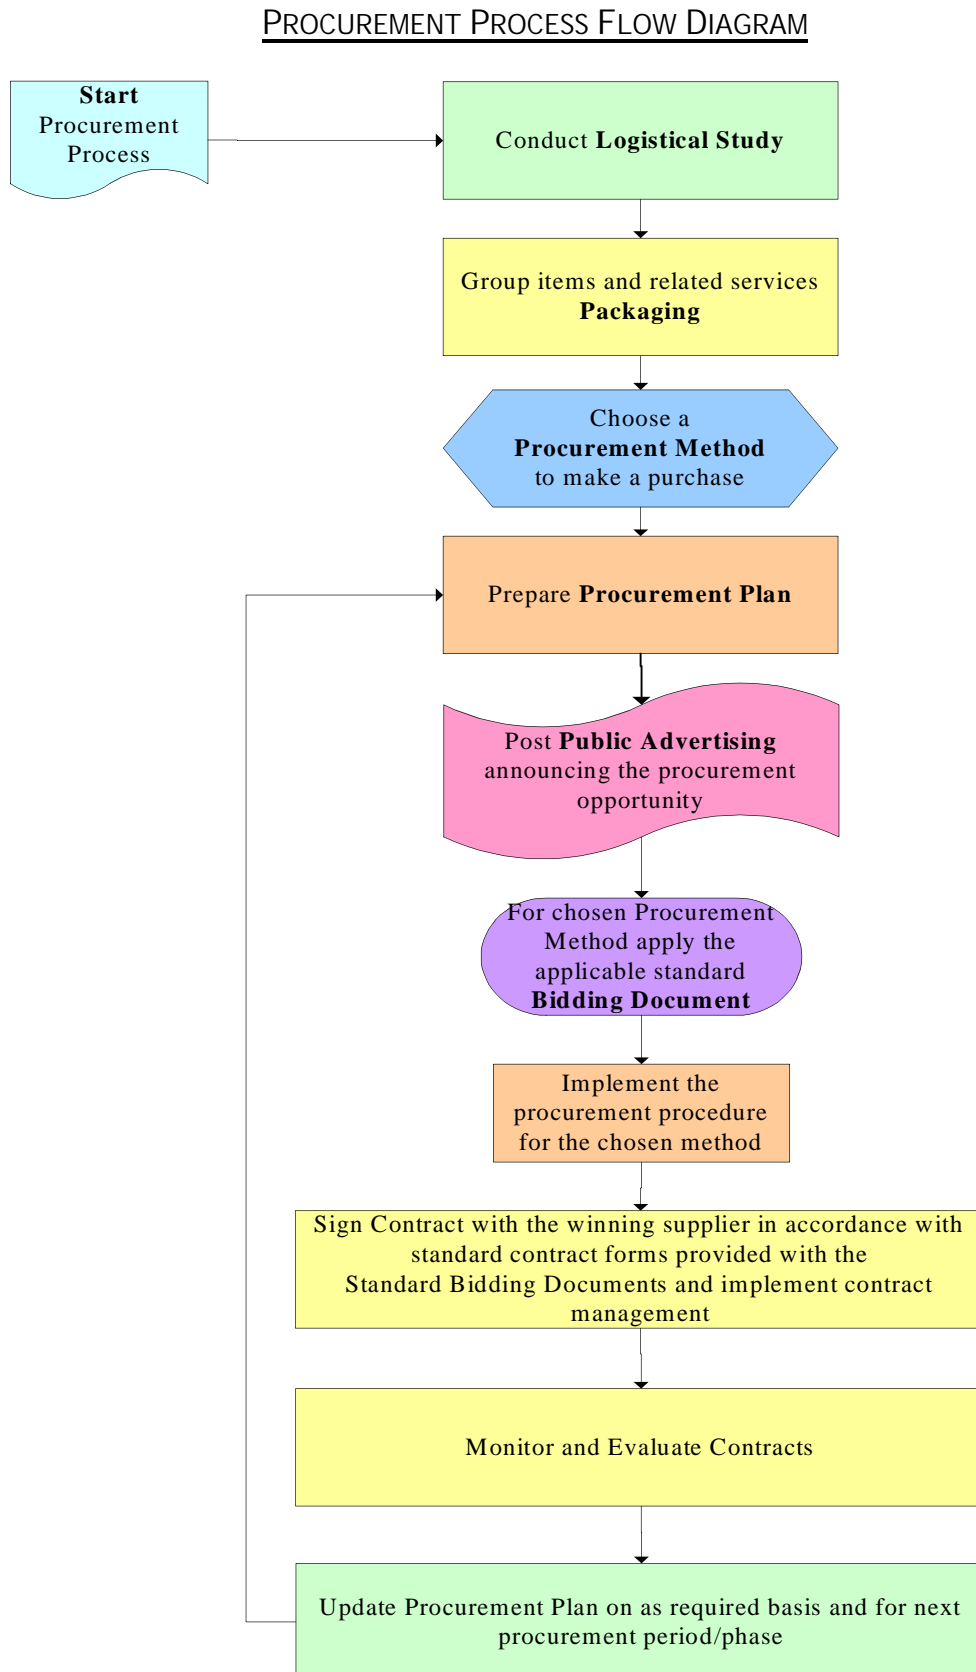 PROCUREMENT PROCESS FLOW DIAGRAM
Start
Procurement
Process
Conduct Logistical Study
Group items and related services
Packaging
Choose a
Procurement Method
to make a purchase
Prepare Procurement Plan
Post Public Advertising
announcing the procurement
opportunity
For chosen Procurement
Method apply the
applicable standard
Bidding Document
Implement the
procurement procedure
for the chosen method
Sign Contract with the winning supplier in accordance with
standard contract forms provided with the
Standard Bidding Documents and implement contract
management
Monitor and Evaluate Contracts
Update Procurement Plan on as required basis and for next
procurement period/phase